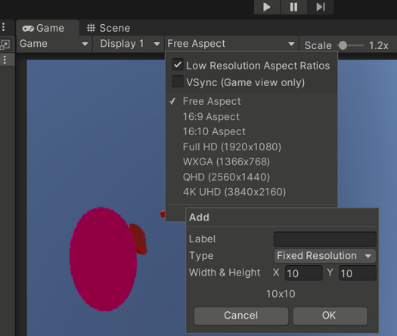 Game Scene
Game Display 1 Free Aspect Scale 1.2x
Low Resolution Aspect Ratios
VSync (Game view only)
Free Aspect
16:9 Aspect
16:10 Aspect
Full HD (1920x1080)
WXGA (1366x768)
QHD (2560x1440)
4K UHD (3840x2160)
Add
Label
Type Fixed Resolution
Width & Height X 10 Y 10
10x10
Cancel OK